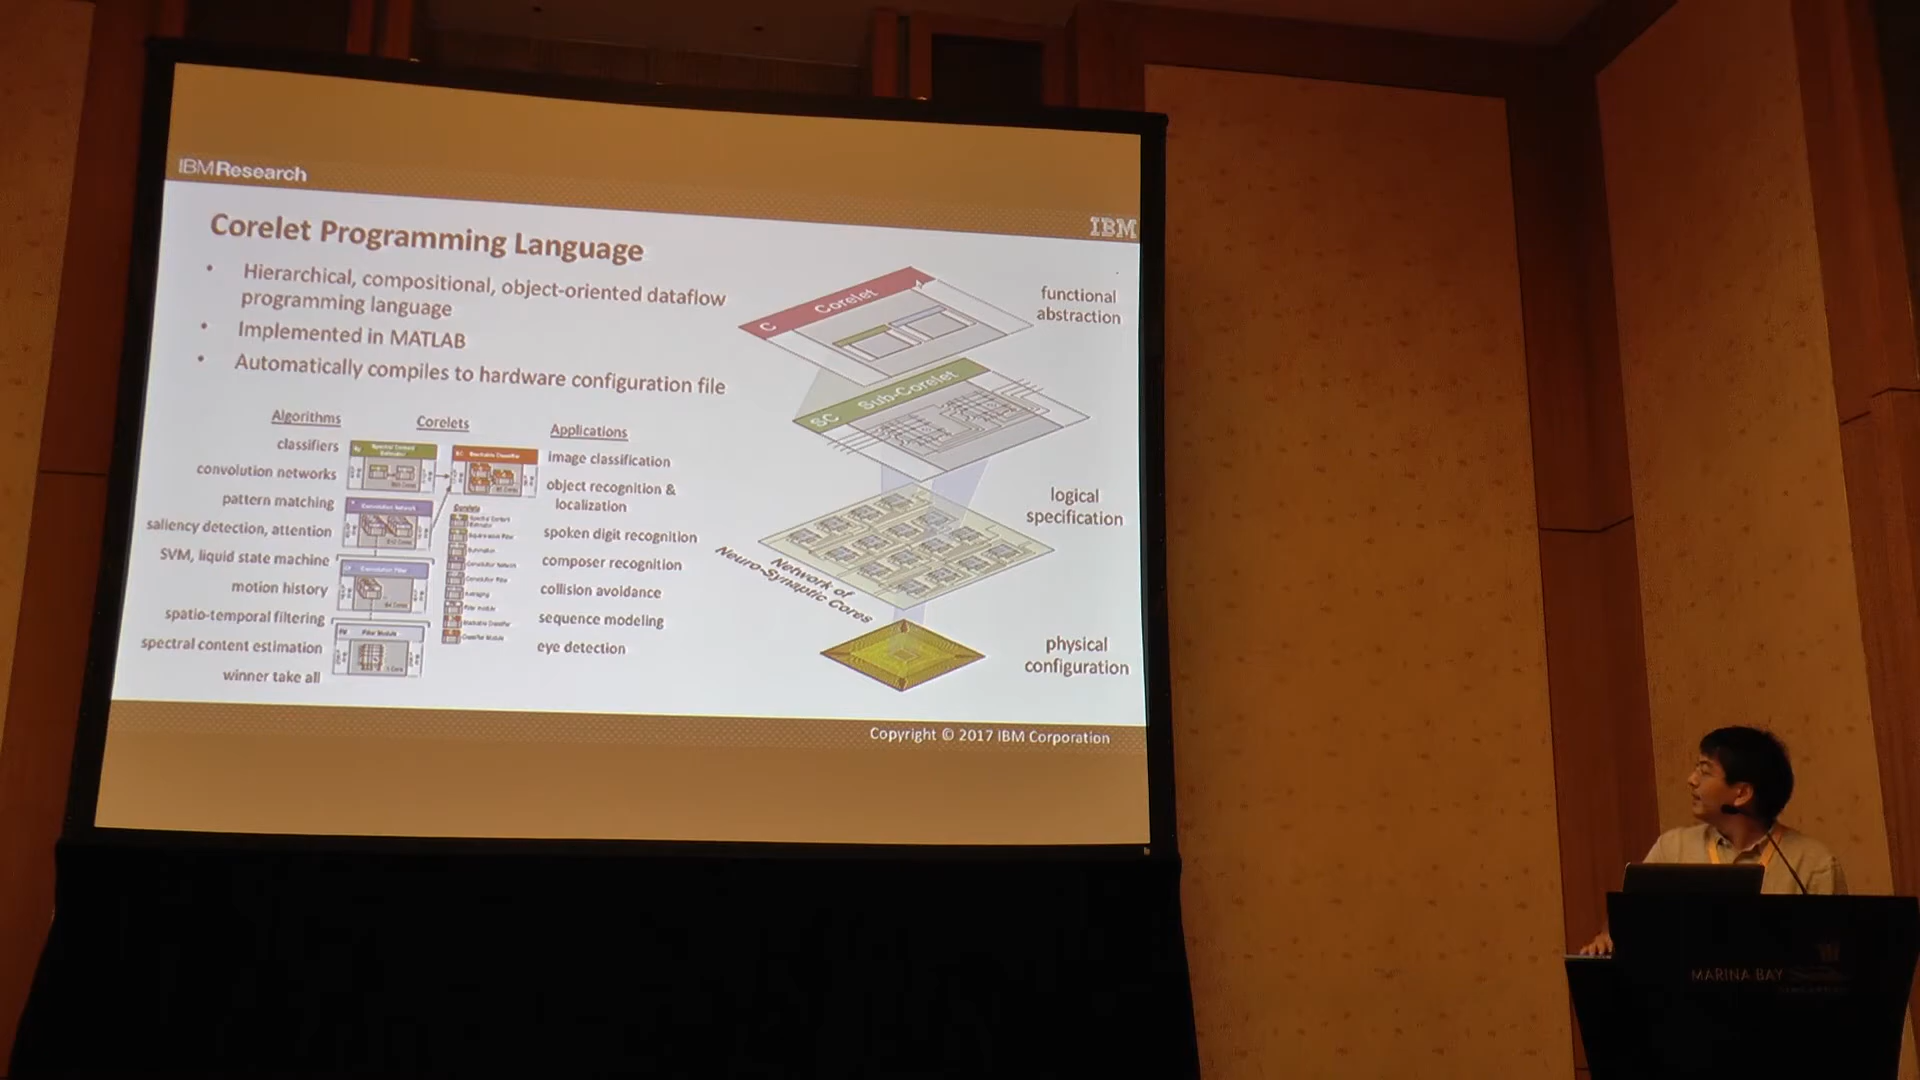 IBM Research
IBM
Corelet Programming Language
• Hierarchical, compositional, object-oriented dataflow
programming language
• Implemented in MATLAB
• Automatically compiles to hardware configuration file
Algorithms
classifiers
convolution networks
pattern matching
saliency detection, attention
SVM, liquid state machine
motion history
spatio-temporal filtering
spectral content estimation
winner take all
Corelets
Applications
image classification
object recognition &
localization
spoken digit recognition
composer recognition
collision avoidance
sequence modeling
eye detection
C Corelet
SC Sub-Corelet
Network of
Neuro-Synaptic Cores
functional
abstraction
logical
specification
physical
configuration
Copyright © 2017 IBM Corporation
MARINA BAY